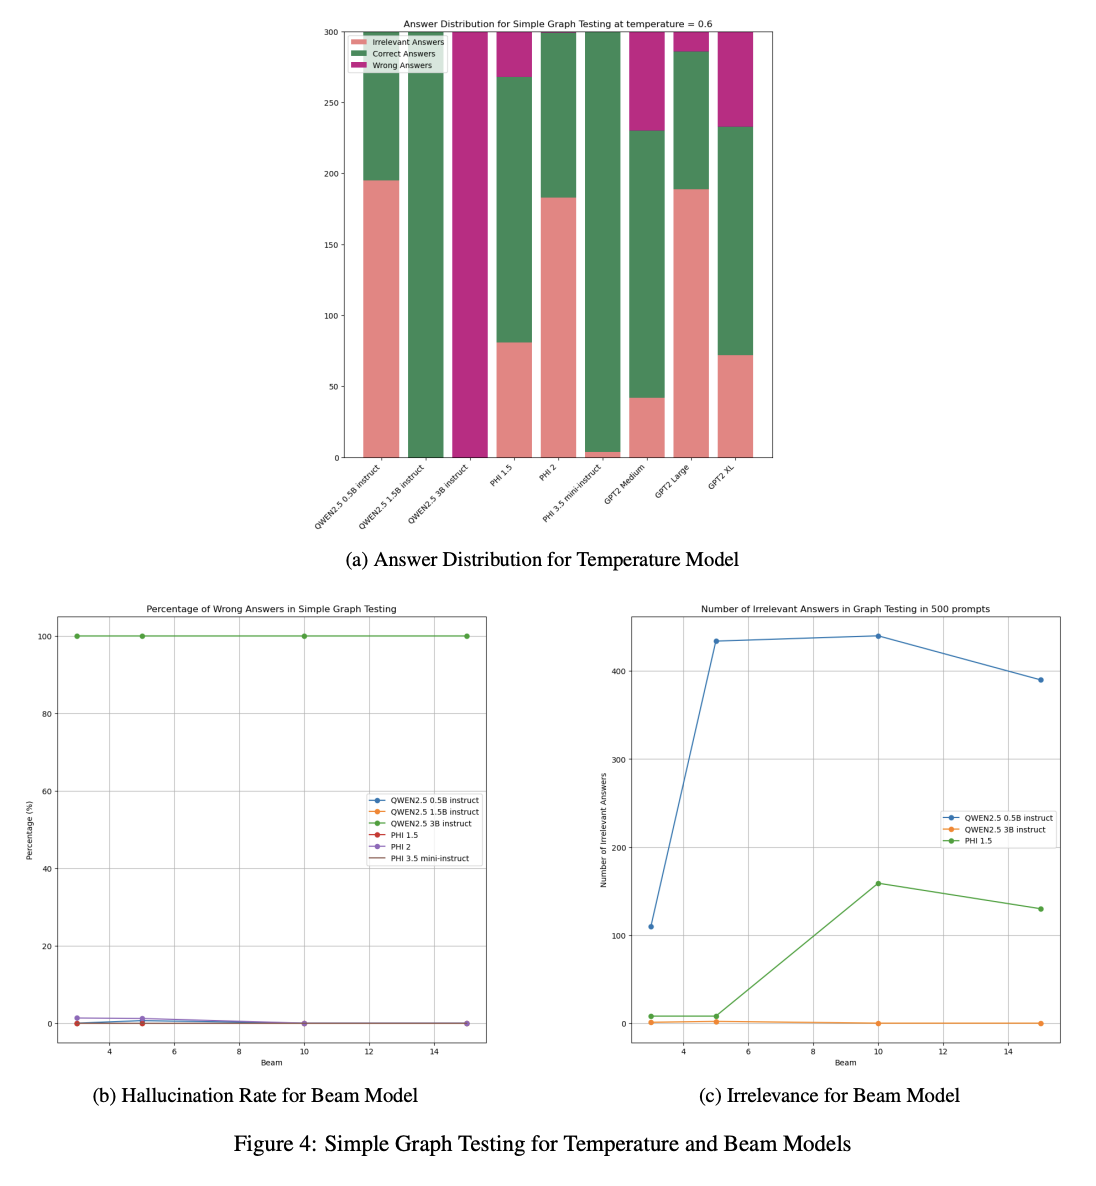 Answer Distribution for Simple Graph Testing at temperature = 0.6
300
250
200
150
100
50
0
Irrelevant Answers
Correct Answers
Wrong Answers
QWEN2.5 0.5B instruct
QWEN2.5 1.5B instruct
QWEN2.5 3B instruct
PHI 1.5
PHI 2
PHI 3.5 mini-instruct
GPT2 Medium
GPT2 Large
GPT2 XL
(a) Answer Distribution for Temperature Model
Percentage of Wrong Answers in Simple Graph Testing
Percentage (%)
100
80
60
40
20
0
QWEN2.5 0.5B instruct
QWEN2.5 1.5B instruct
QWEN2.5 3B instruct
PHI 1.5
PHI 2
PHI 3.5 mini-instruct
4 6 8 10 12 14
Beam
(b) Hallucination Rate for Beam Model
Number of Irrelevant Answers in Graph Testing in 500 prompts
Number of Irrelevant Answers
400
300
200
100
0
QWEN2.5 0.5B instruct
QWEN2.5 3B instruct
PHI 1.5
4 6 8 10 12 14
Beam
(c) Irrelevance for Beam Model
Figure 4: Simple Graph Testing for Temperature and Beam Models